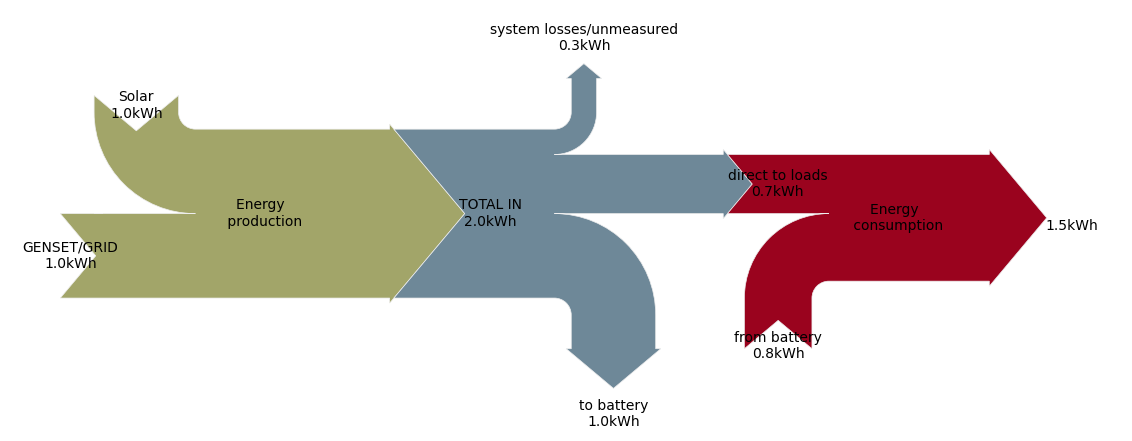 system losses/unmeasured
0.3kWh
Solar
1.0kWh
GENSET/GRID
1.0kWh
Energy
production
TOTAL IN
2.0kWh
direct to loads
0.7kWh
Energy
consumption
1.5kWh
from battery
0.8kWh
to battery
1.0kWh